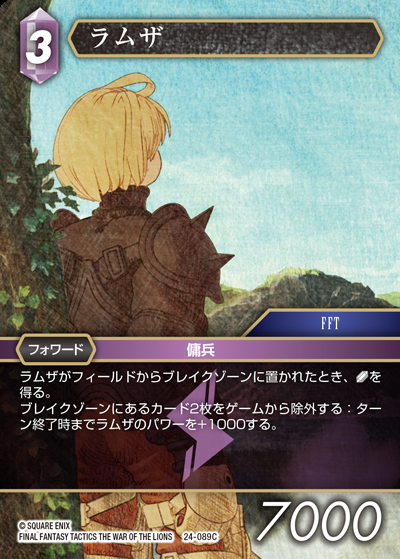 3
ラムザ
FFT
フォワード
傭兵
ラムザがフィールドからブレイクゾーンに置かれたとき、を
得る。
ブレイクゾーンにあるカード2枚をゲームから除外する：ター
ン終了時までラムザのパワーを+1000する。
© SQUARE ENIX
FINAL FANTASY TACTICS THE WAR OF THE LIONS
24-089C
7000